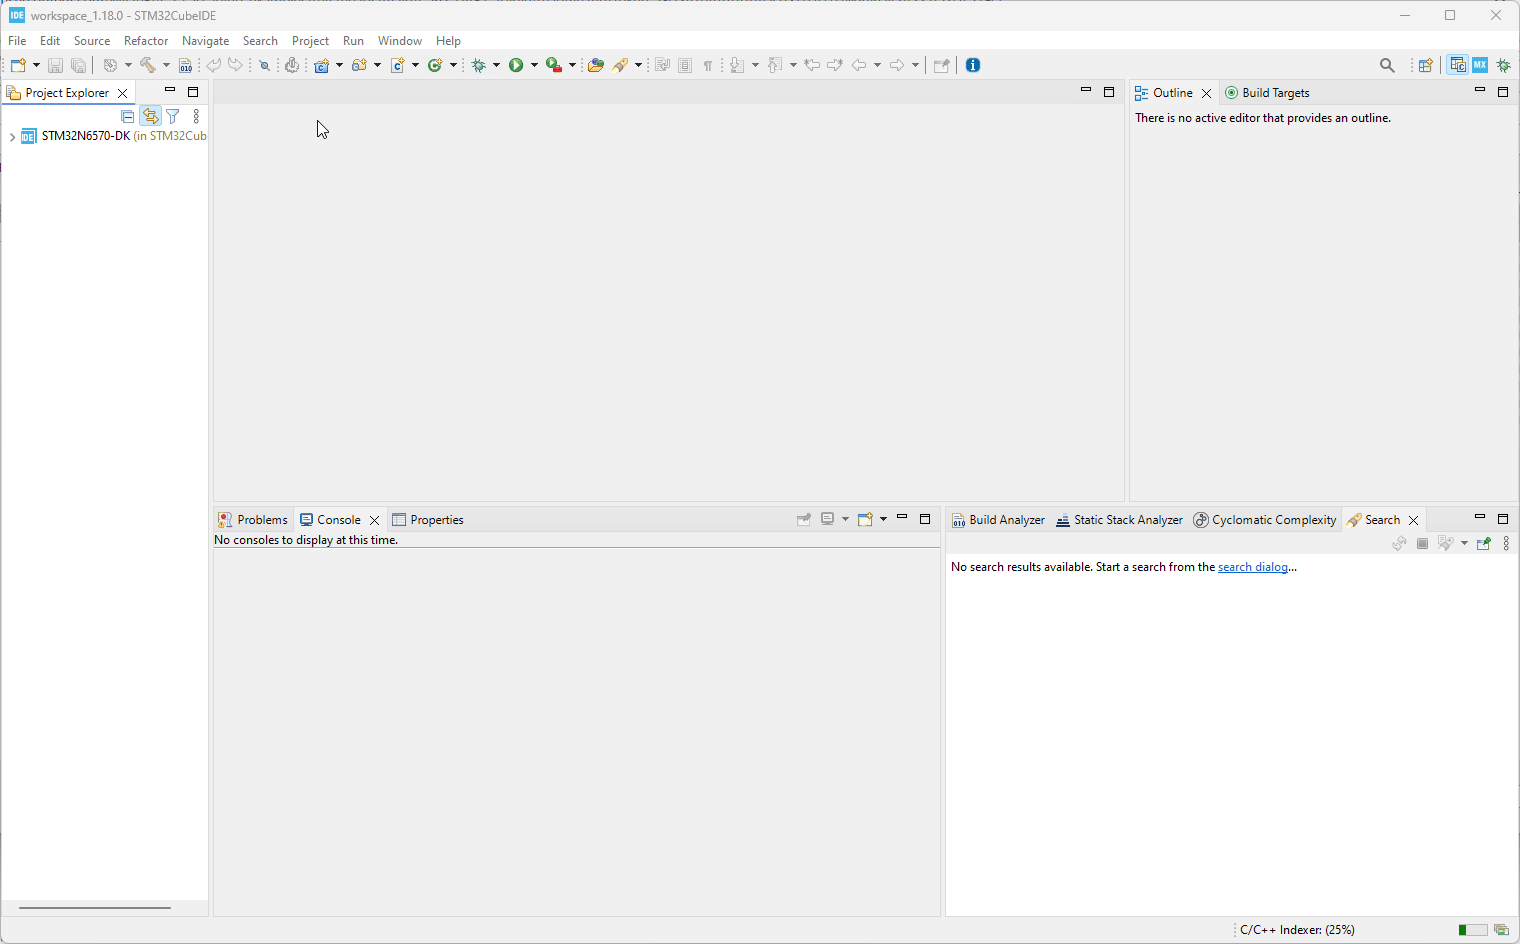 IDE workspace_1.18.0 - STM32CubeIDE
File Edit Source Refactor Navigate Search Project Run Window Help
MX
Project Explorer
Outline
Build Targets
There is no active editor that provides an outline.
IDE STM32N6570-DK (in STM32Cub
Problems
Console
Properties
No consoles to display at this time.
Build Analyzer
Static Stack Analyzer
Cyclomatic Complexity
Search
No search results available. Start a search from the search dialog...
C/C++ Indexer: (25%)